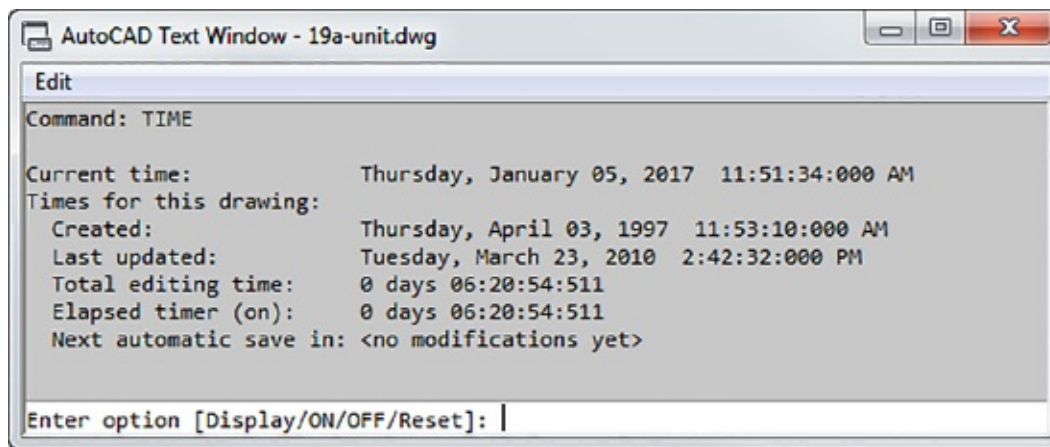 AutoCAD Text Window - 19a-unit.dwg
Edit
Command: TIME
Current time: Thursday, January 05, 2017 11:51:34:000 AM
Times for this drawing:
Created: Thursday, April 03, 1997 11:53:10:000 AM
Last updated: Tuesday, March 23, 2010 2:42:32:000 PM
Total editing time: 0 days 06:20:54:511
Elapsed timer (on): 0 days 06:20:54:511
Next automatic save in: <no modifications yet>
Enter option [Display/ON/OFF/Reset]: